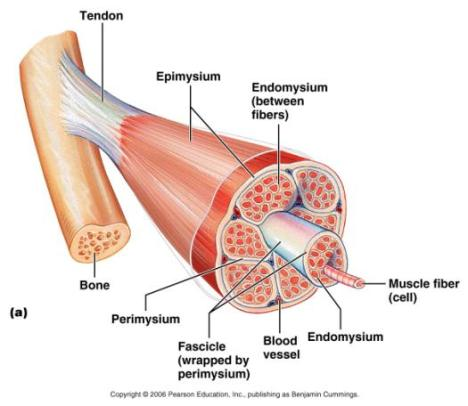 Tendon
Epimysium
Endomysium
(between
fibers)
Bone
Muscle fiber
(cell)
(a)
Perimysium
Fascicle
(wrapped by
perimysium)
Blood
vessel
Endomysium
Copyright © 2006 Pearson Education, Inc., publishing as Benjamin Cummings.